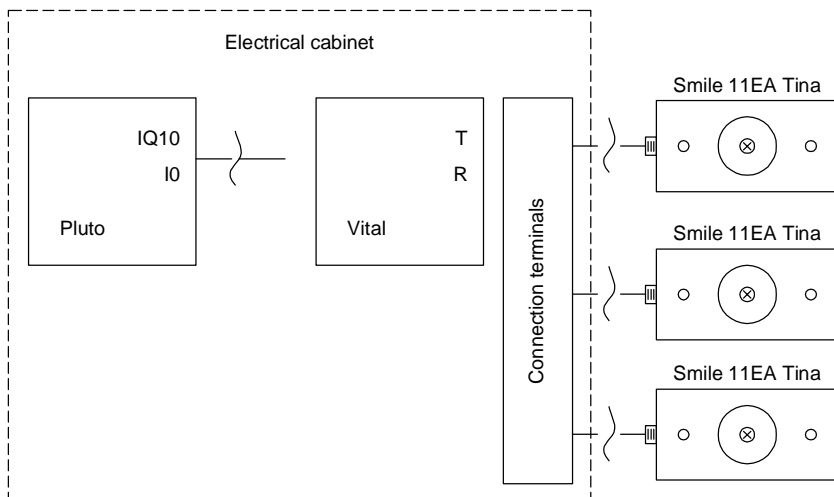 Electrical cabinet
Smile 11EA Tina
IQ10
I0
Pluto
T
R
Vital
Connection terminals
Smile 11EA Tina
Smile 11EA Tina